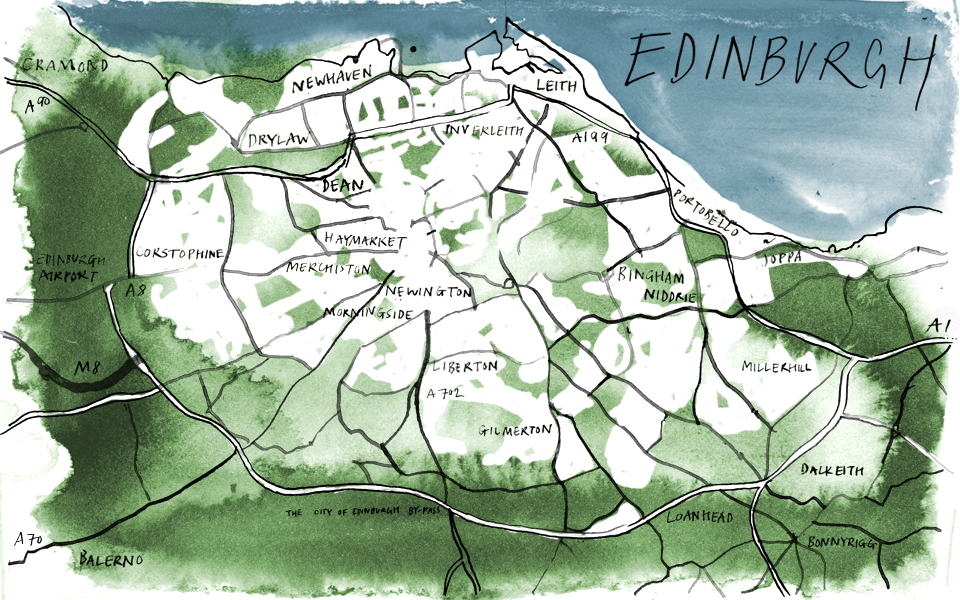 EDINBURGH
CRAMOND
A90
NEWHAVEN
LEITH
DRYLAW
INVERLEITH
A199
DEAN
PORTOBELLO
HAYMARKET
CORSTOPHINE
MERCHISTON
JOPPA
EDINBURGH
AIRPORT
A8
BINGHAM
NIDDRIE
NEWINGTON
MORNINGSIDE
A1
M8
LIBERTON
MILLERHILL
A702
GILMERTON
DALKEITH
THE CITY OF EDINBURGH BY-PASS
LOANHEAD
A70
BALERNO
BONNYRIGG